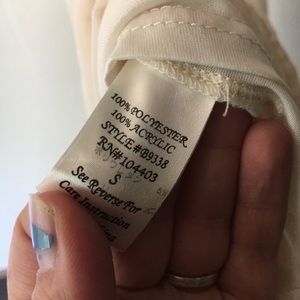 100% POLYESTER
100% ACRYLIC
STYLE #B9338
RN#104403
S
See Reverse For
Care Instruction